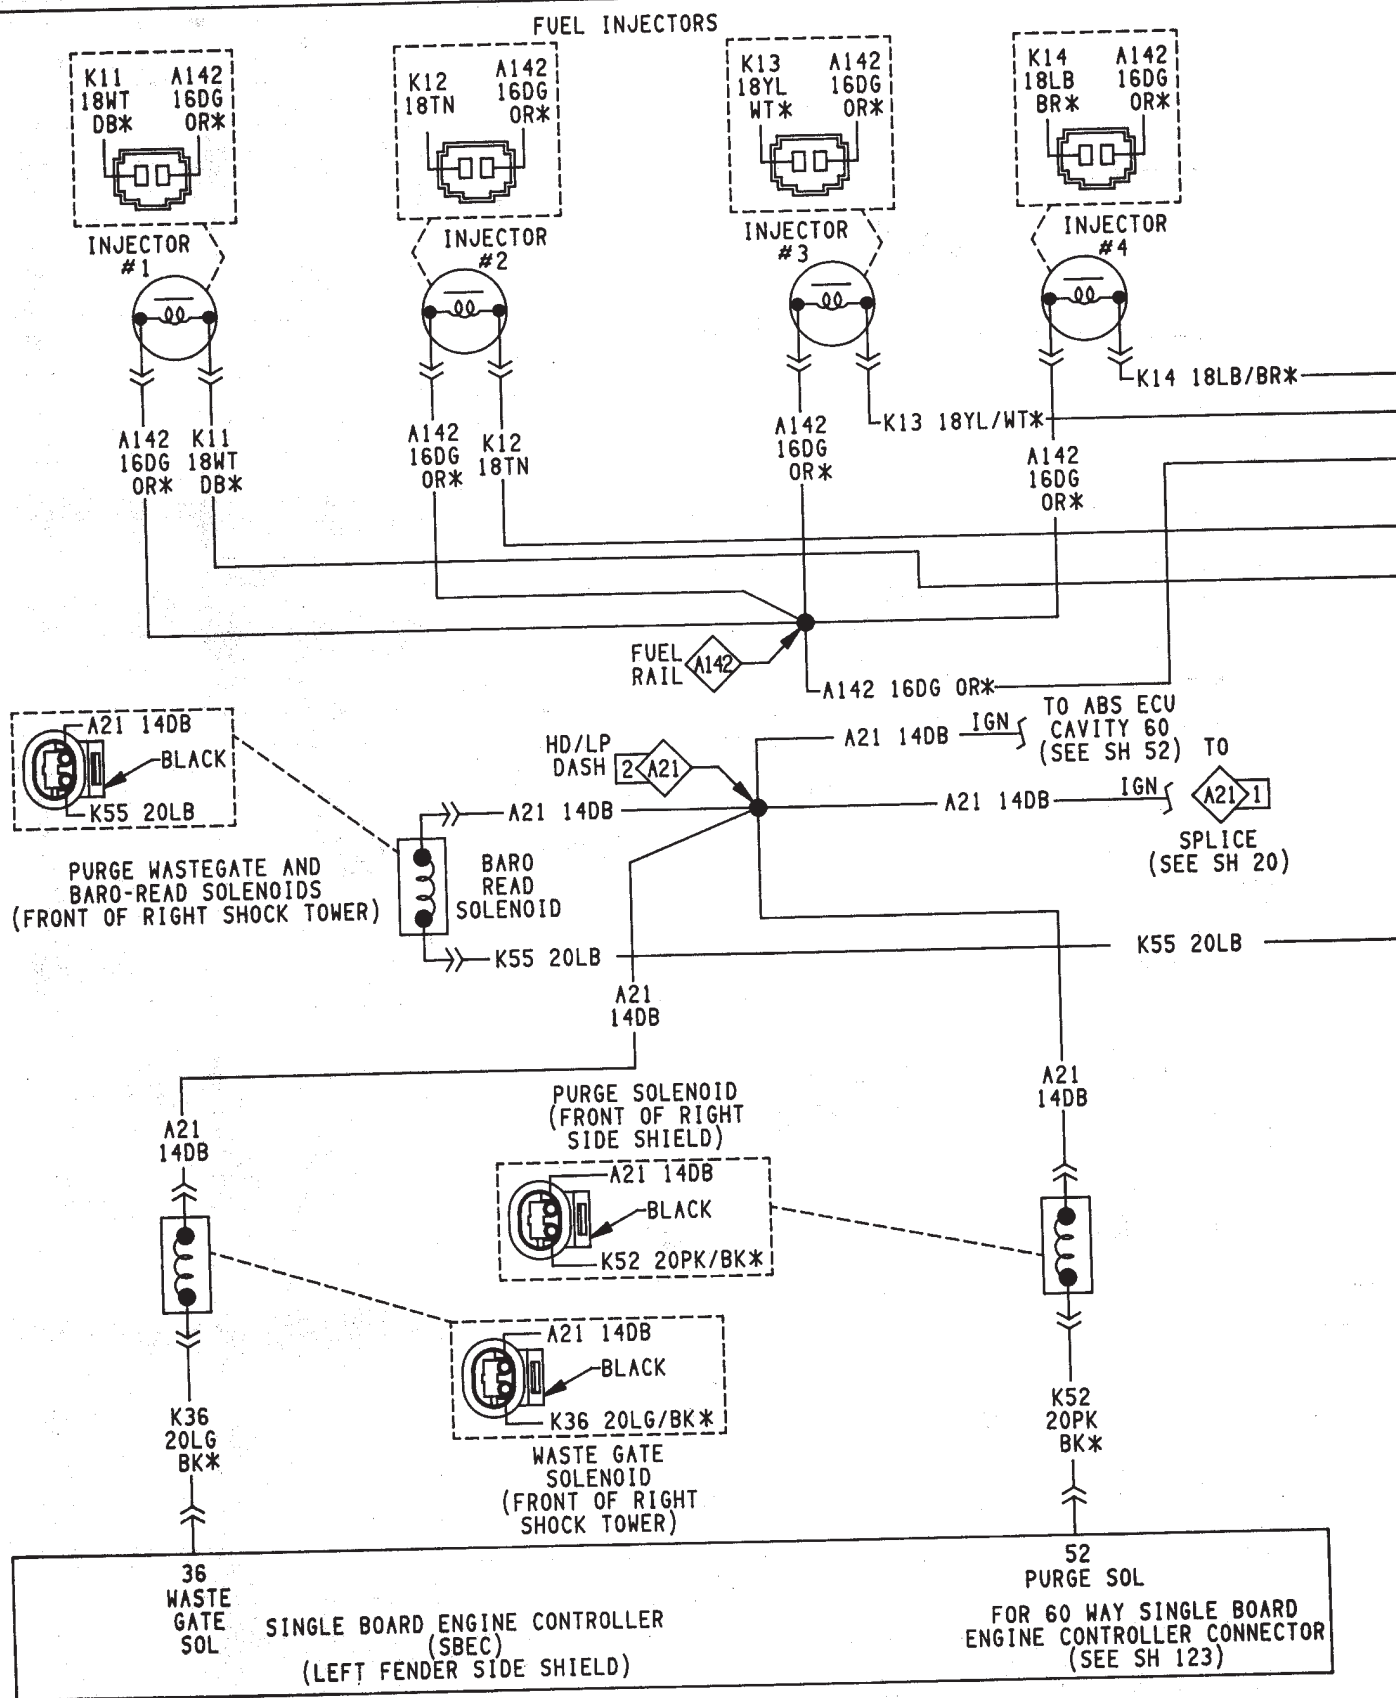 FUEL INJECTORS
K11
18WT
DB*
A142
16DG
OR*
K12
18TN
A142
16DG
OR*
K13
18YL
WT*
A142
16DG
OR*
K14
18LB
BR*
A142
16DG
OR*
INJECTOR
#1
INJECTOR
#2
INJECTOR
#3
INJECTOR
#4
K14 18LB/BR*
K13 18YL/WT*
A142
16DG
OR*
K11
18WT
DB*
A142
16DG
OR*
K12
18TN
A142
16DG
OR*
A142
16DG
OR*
FUEL
RAIL
A142
A142 16DG OR*
A21 14DB
BLACK
K55 20LB
PURGE WASTEGATE AND
BARO-READ SOLENOIDS
(FRONT OF RIGHT SHOCK TOWER)
HD/LP
DASH
2
A21
A21 14DB
IGN
TO ABS ECU
CAVITY 60
(SEE SH 52)
TO
A21 14DB
A21 14DB
IGN
A21
1
SPLICE
(SEE SH 20)
BARO
READ
SOLENOID
K55 20LB
K55 20LB
A21
14DB
A21
14DB
A21
14DB
PURGE SOLENOID
(FRONT OF RIGHT
SIDE SHIELD)
A21 14DB
BLACK
K52 20PK/BK*
A21 14DB
BLACK
K36 20LG/BK*
WASTE GATE
SOLENOID
(FRONT OF RIGHT
SHOCK TOWER)
K36
20LG
BK*
K52
20PK
BK*
36
WASTE
GATE
SOL
SINGLE BOARD ENGINE CONTROLLER
(SBEC)
(LEFT FENDER SIDE SHIELD)
52
PURGE SOL
FOR 60 WAY SINGLE BOARD
ENGINE CONTROLLER CONNECTOR
(SEE SH 123)